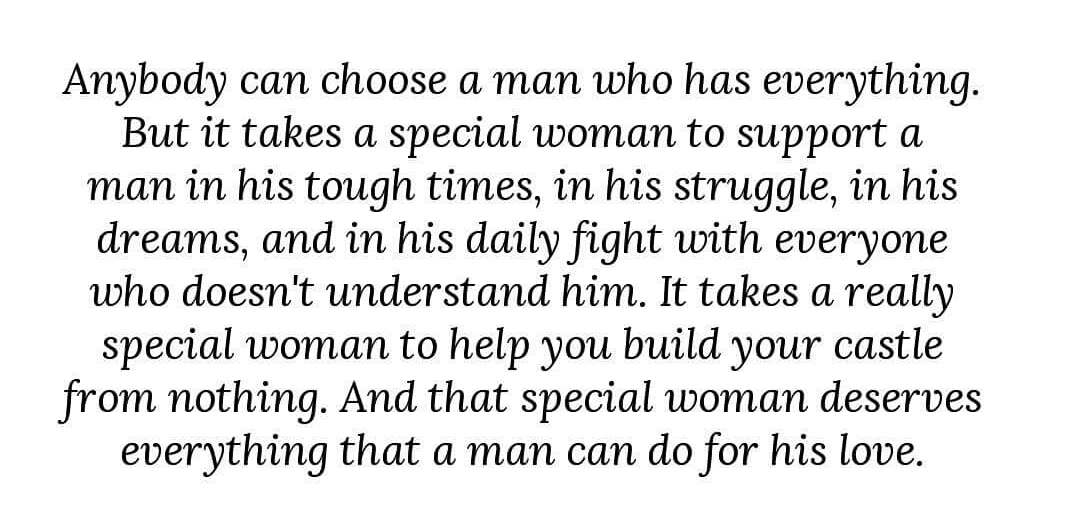 Anybody can choose a man who has everything.
But it takes a special woman to support a
man in his tough times, in his struggle, in his
dreams, and in his daily fight with everyone
who doesn't understand him. It takes a really
special woman to help you build your castle
from nothing. And that special woman deserves
everything that a man can do for his love.